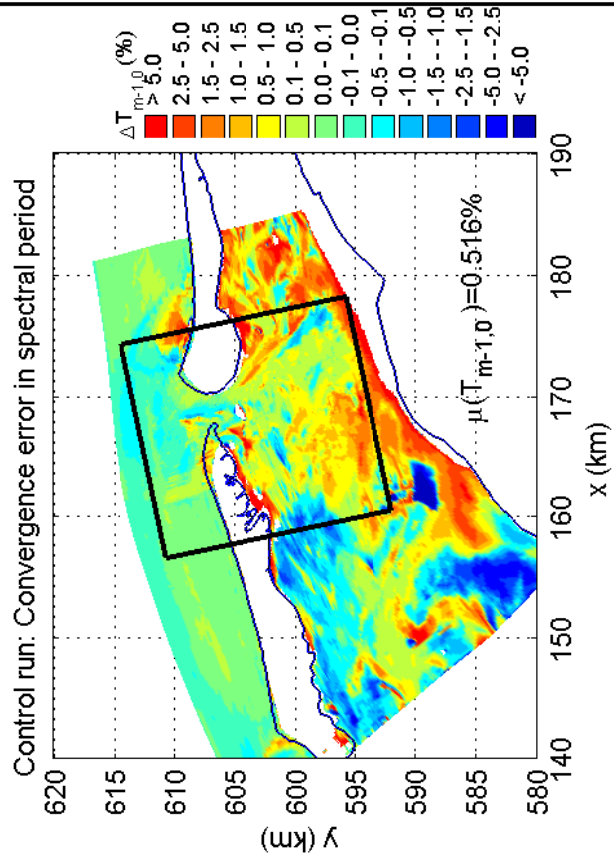 Control run: Convergence error in spectral period
ΔT_{m-1,0} (%)
> 5.0
2.5 - 5.0
1.5 - 2.5
1.0 - 1.5
0.5 - 1.0
0.1 - 0.5
0.0 - 0.1
-0.1 - 0.0
-0.5 - -0.1
-1.0 - -0.5
-1.5 - -1.0
-2.5 - -1.5
-5.0 - -2.5
< -5.0
620
615
610
605
600
595
590
585
580
y (km)
μ(T_{m-1,0})=0.516%
140
150
160
170
180
190
x (km)